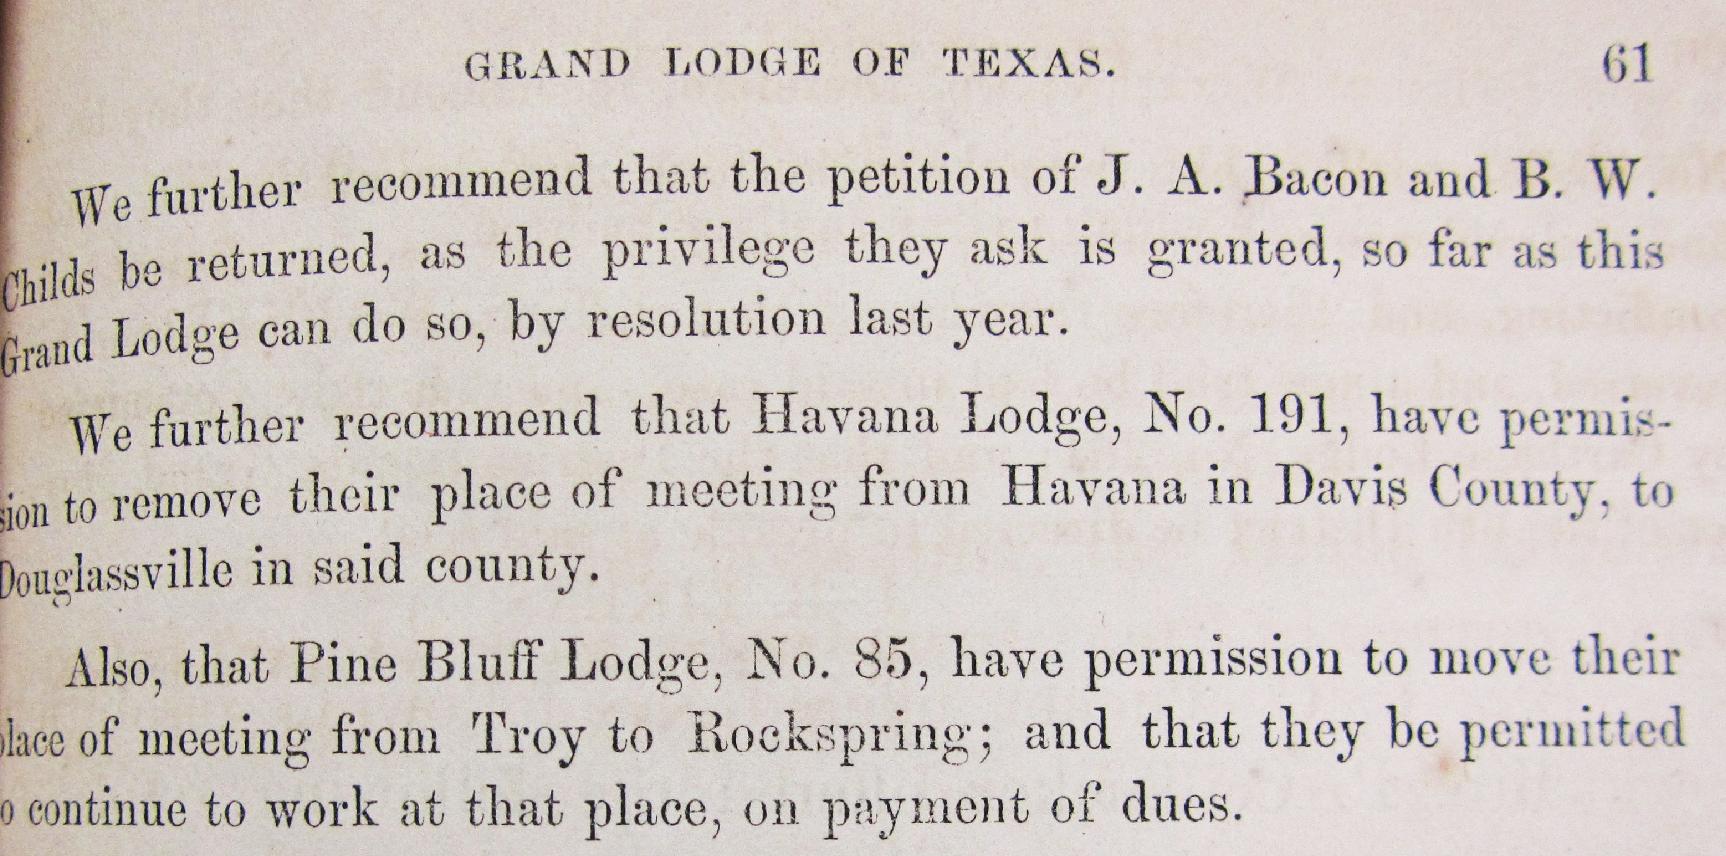 GRAND LODGE OF TEXAS. 61
We further recommend that the petition of J. A. Bacon and B. W.
Childs be returned, as the privilege they ask is granted, so far as this
Grand Lodge can do so, by resolution last year.
We further recommend that Havana Lodge, No. 191, have permis-
sion to remove their place of meeting from Havana in Davis County, to
Douglassville in said county.
Also, that Pine Bluff Lodge, No. 85, have permission to move their
place of meeting from Troy to Rockspring; and that they be permitted
o continue to work at that place, on payment of dues.